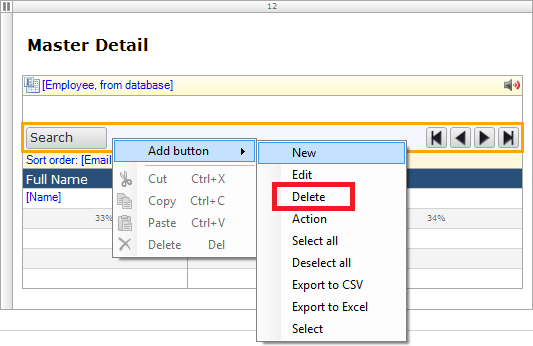 12
Master Detail
[Employee, from database]
Search
Sort order: [Email
Full Name
[Name]
33%
34%
Add button
Cut Ctrl+X
Copy Ctrl+C
Paste Ctrl+V
Delete Del
New
Edit
Delete
Action
Select all
Deselect all
Export to CSV
Export to Excel
Select